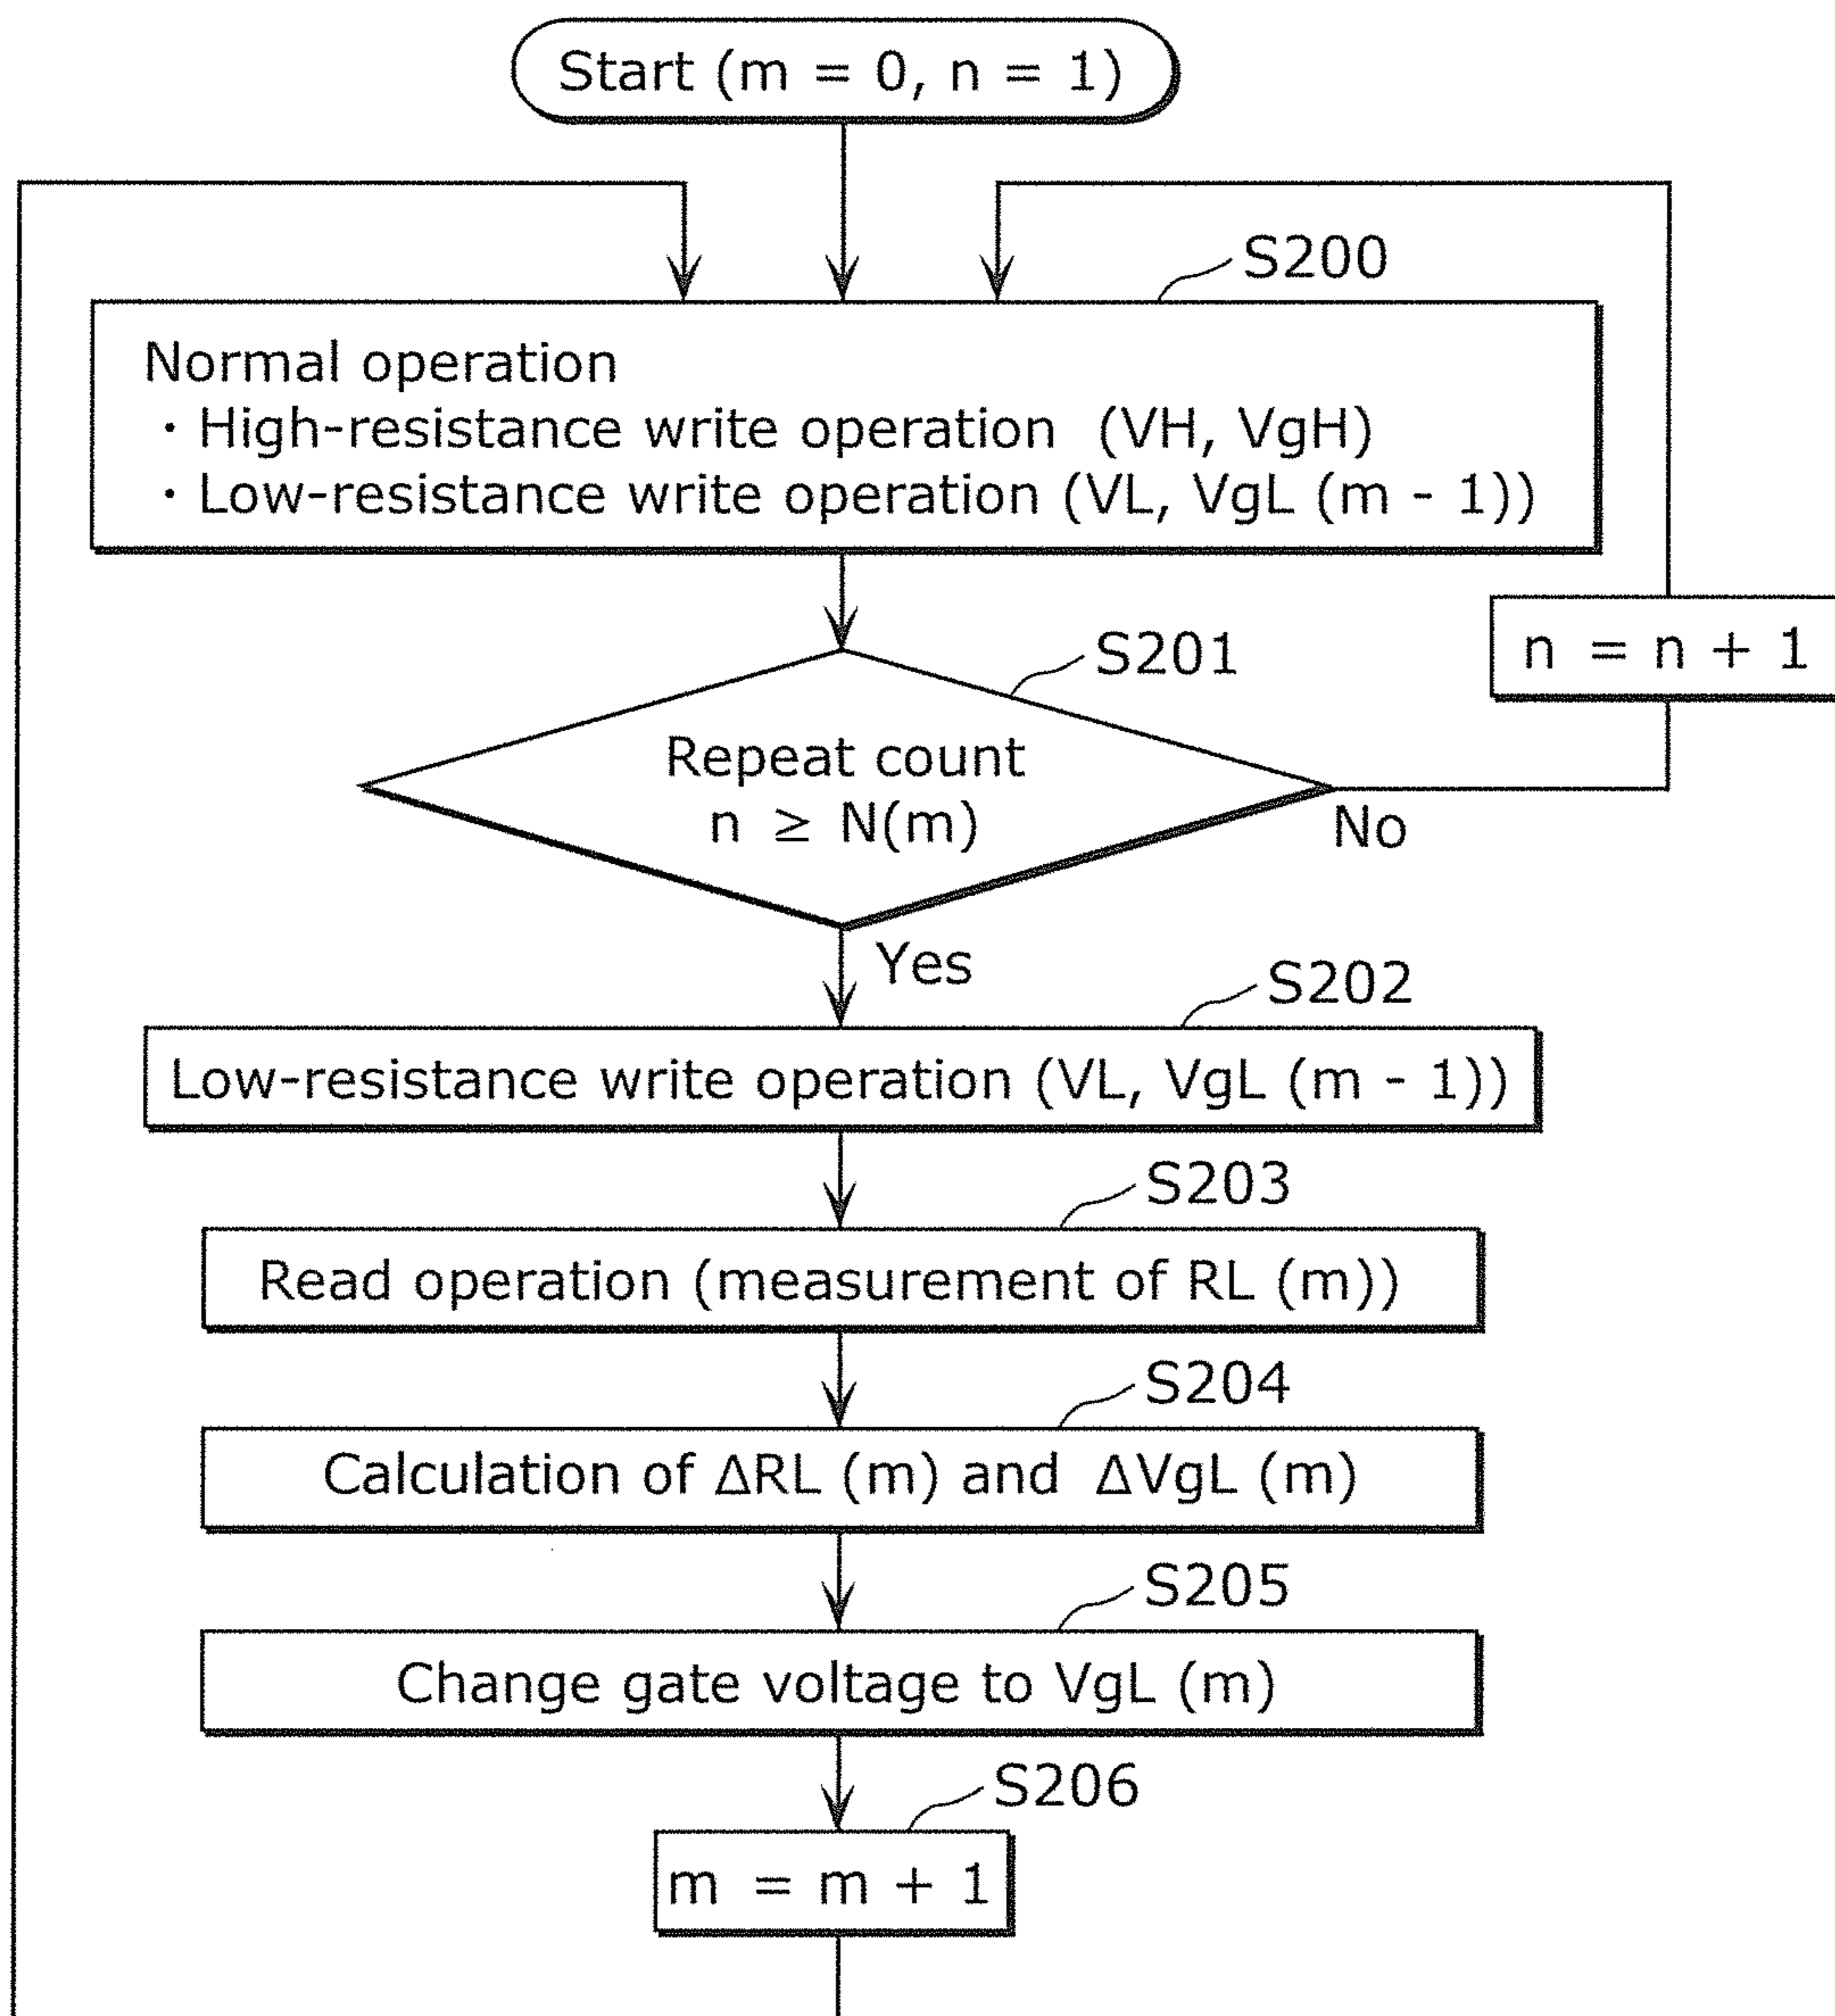 Start (m = 0, n = 1)
S200
Normal operation
・High-resistance write operation (VH, VgH)
・Low-resistance write operation (VL, VgL (m - 1))
n = n + 1
S201
Repeat count
n ≥ N(m)
No
Yes
S202
Low-resistance write operation (VL, VgL (m - 1))
S203
Read operation (measurement of RL (m))
S204
Calculation of ΔRL (m) and ΔVgL (m)
S205
Change gate voltage to VgL (m)
S206
m = m + 1